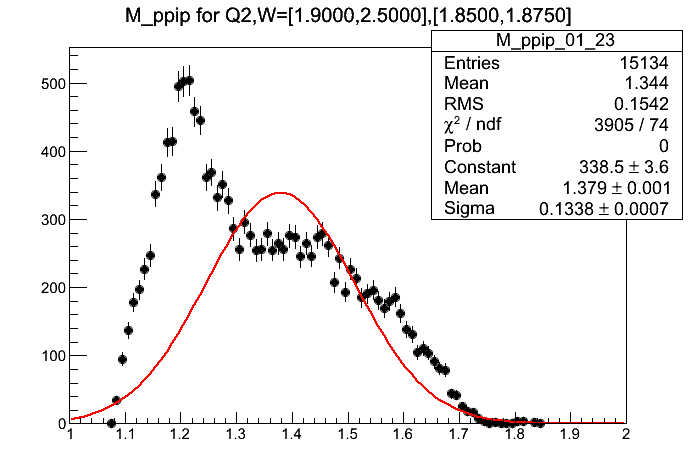 M_ppip for Q2,W=[1.9000,2.5000],[1.8500,1.8750]
M_ppip_01_23
Entries 15134
Mean 1.344
RMS 0.1542
χ² / ndf 3905 / 74
Prob 0
Constant 338.5 ± 3.6
Mean 1.379 ± 0.001
Sigma 0.1338 ± 0.0007
500
400
300
200
100
0
1 1.1 1.2 1.3 1.4 1.5 1.6 1.7 1.8 1.9 2